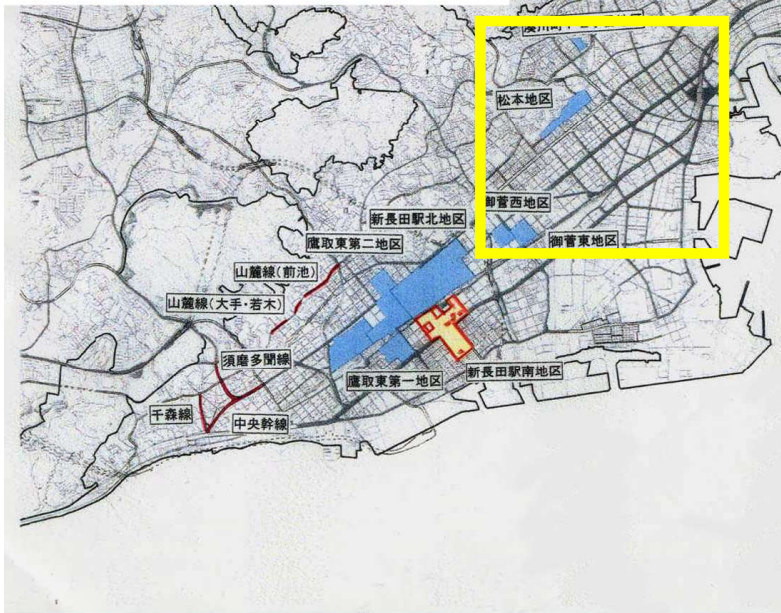 松本地区
御菅西地区
新長田駅北地区
御菅東地区
鷹取東第二地区
山麓線(前池)
山麓線(大手・若木)
須磨多聞線
鷹取東第一地区
新長田駅南地区
千森線
中央幹線